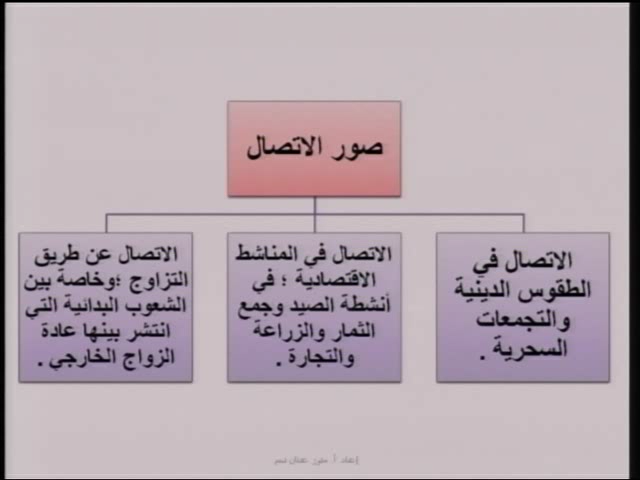 صور الاتصال
الاتصال في
الطقوس الدينية
والتجمعات
السحرية .
الاتصال في المناشط
الاقتصادية ؛ في
أنشطة الصيد وجمع
الثمار والزراعة
والتجارة .
الاتصال عن طريق
التزاوج ؛وخاصة بين
الشعوب البدائية التي
انتشر بينها عادة
الزواج الخارجي .
إعداد أ.